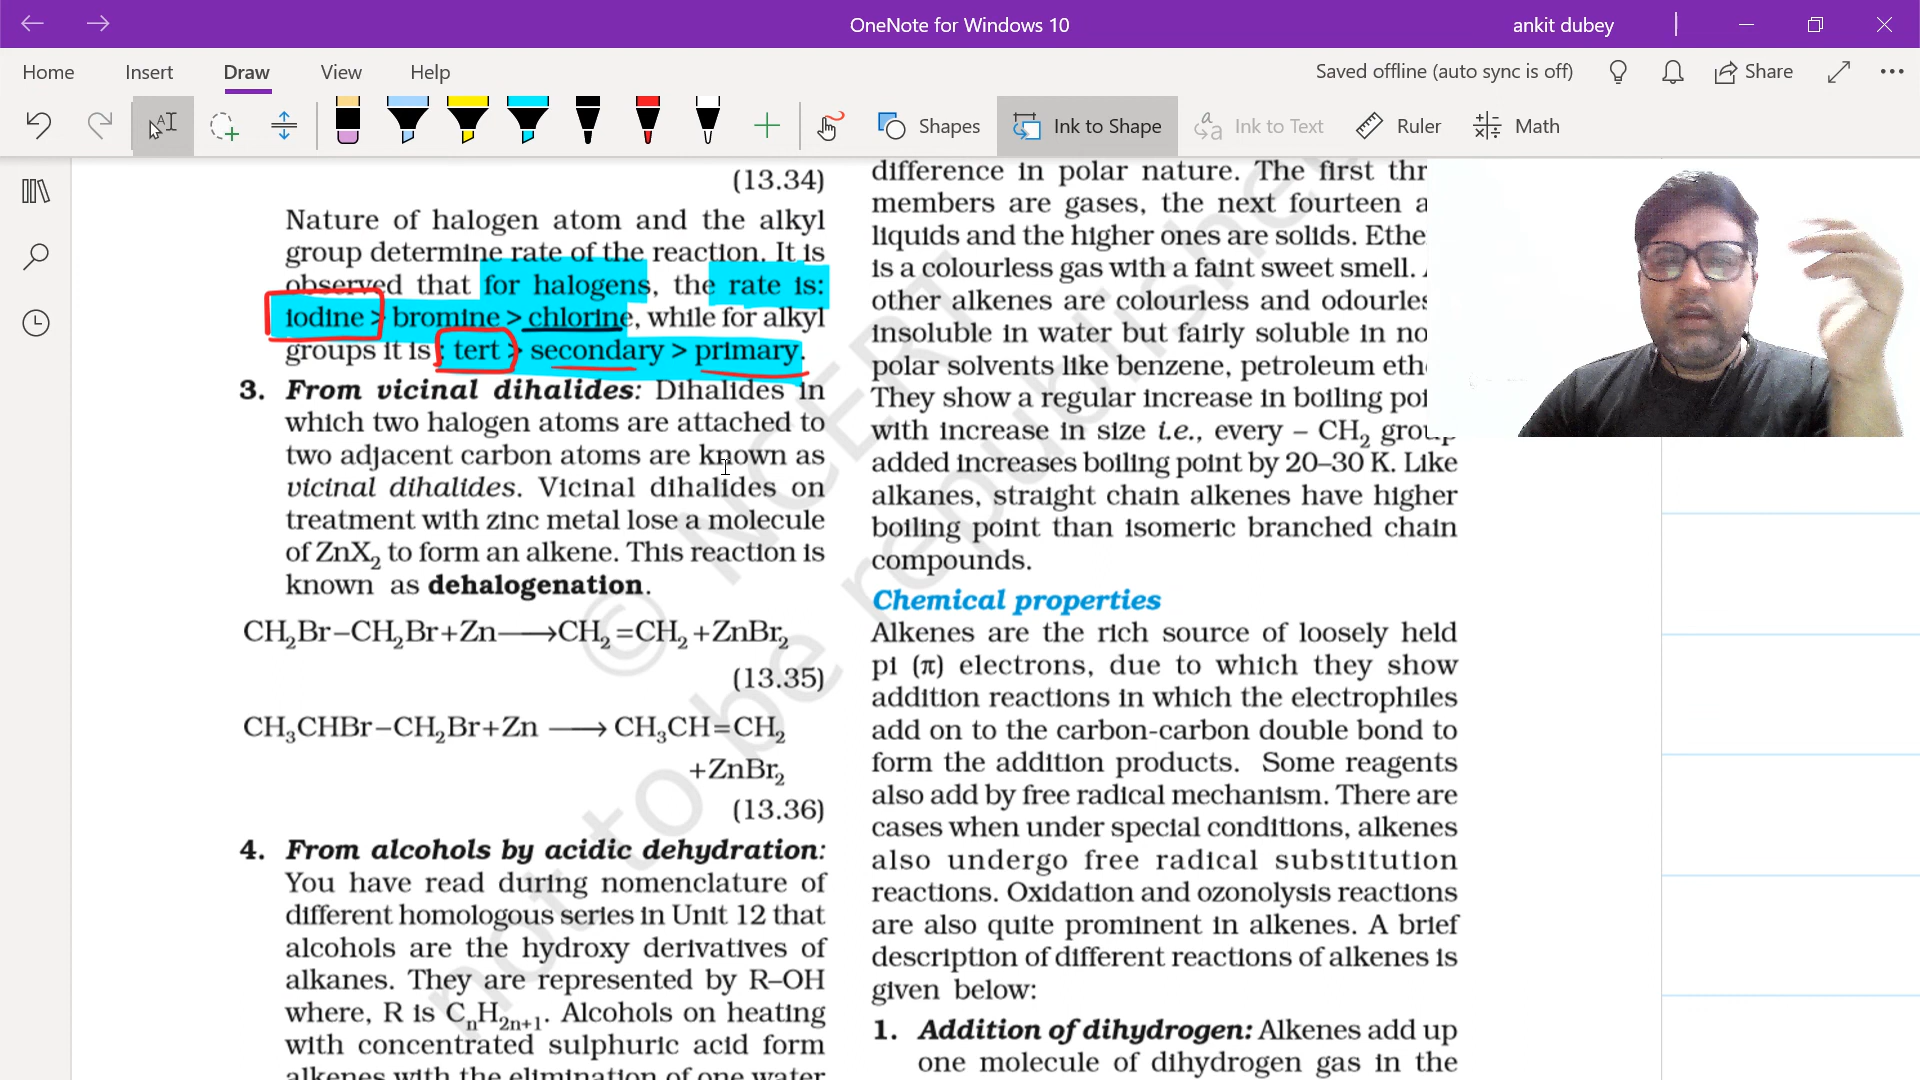 OneNote for Windows 10
ankit dubey
Home Insert Draw View Help
Saved offline (auto sync is off)
Share
Shapes
Ink to Shape
Ink to Text
Ruler
Math
(13.34)
Nature of halogen atom and the alkyl
group determine rate of the reaction. It is
observed that for halogens, the rate is:
iodine > bromine > chlorine, while for alkyl
groups it is : tert > secondary > primary.
3. From vicinal dihalides: Dihalides in
which two halogen atoms are attached to
two adjacent carbon atoms are known as
vicinal dihalides. Vicinal dihalides on
treatment with zinc metal lose a molecule
of ZnX₂ to form an alkene. This reaction is
known as dehalogenation.
CH₂Br–CH₂Br+Zn⟶CH₂=CH₂+ZnBr₂
(13.35)
CH₃CHBr–CH₂Br+Zn ⟶ CH₃CH=CH₂
+ZnBr₂
(13.36)
4. From alcohols by acidic dehydration:
You have read during nomenclature of
different homologous series in Unit 12 that
alcohols are the hydroxy derivatives of
alkanes. They are represented by R–OH
where, R is CₙH₂ₙ₊₁. Alcohols on heating
with concentrated sulphuric acid form
alkenes with the elimination of one water
difference in polar nature. The first
members are gases, the next fourteen
liquids and the higher ones are solids.
is a colourless gas with a faint sweet smell.
other alkenes are colourless and
insoluble in water but fairly soluble in
polar solvents like benzene, petroleum
They show a regular increase in boiling
with increase in size i.e., every – CH₂ group
added increases boiling point by 20–30 K. Like
alkanes, straight chain alkenes have higher
boiling point than isomeric branched chain
compounds.
Chemical properties
Alkenes are the rich source of loosely held
pi (π) electrons, due to which they show
addition reactions in which the electrophiles
add on to the carbon-carbon double bond to
form the addition products. Some reagents
also add by free radical mechanism. There are
cases when under special conditions, alkenes
also undergo free radical substitution
reactions. Oxidation and ozonolysis reactions
are also quite prominent in alkenes. A brief
description of different reactions of alkenes is
given below:
1. Addition of dihydrogen: Alkenes add up
one molecule of dihydrogen gas in the
© NCERT
not to be republished